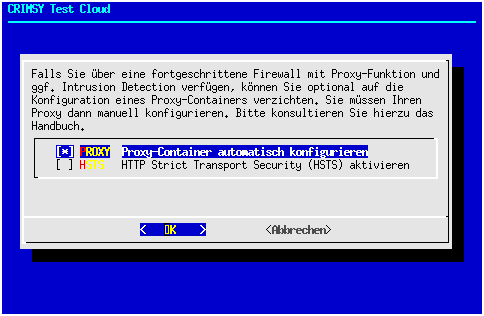 CRIMSY Test Cloud
Falls Sie über eine fortgeschrittene Firewall mit Proxy-Funktion und
ggf. Intrusion Detection verfügen, können Sie optional auf die
Konfiguration eines Proxy-Containers verzichten. Sie müssen Ihren
Proxy dann manuell konfigurieren. Bitte konsultieren Sie hierzu das
Handbuch.
[*] PROXY Proxy-Container automatisch konfigurieren
[ ] HSTS HTTP Strict Transport Security (HSTS) aktivieren
< OK > <Abbrechen>